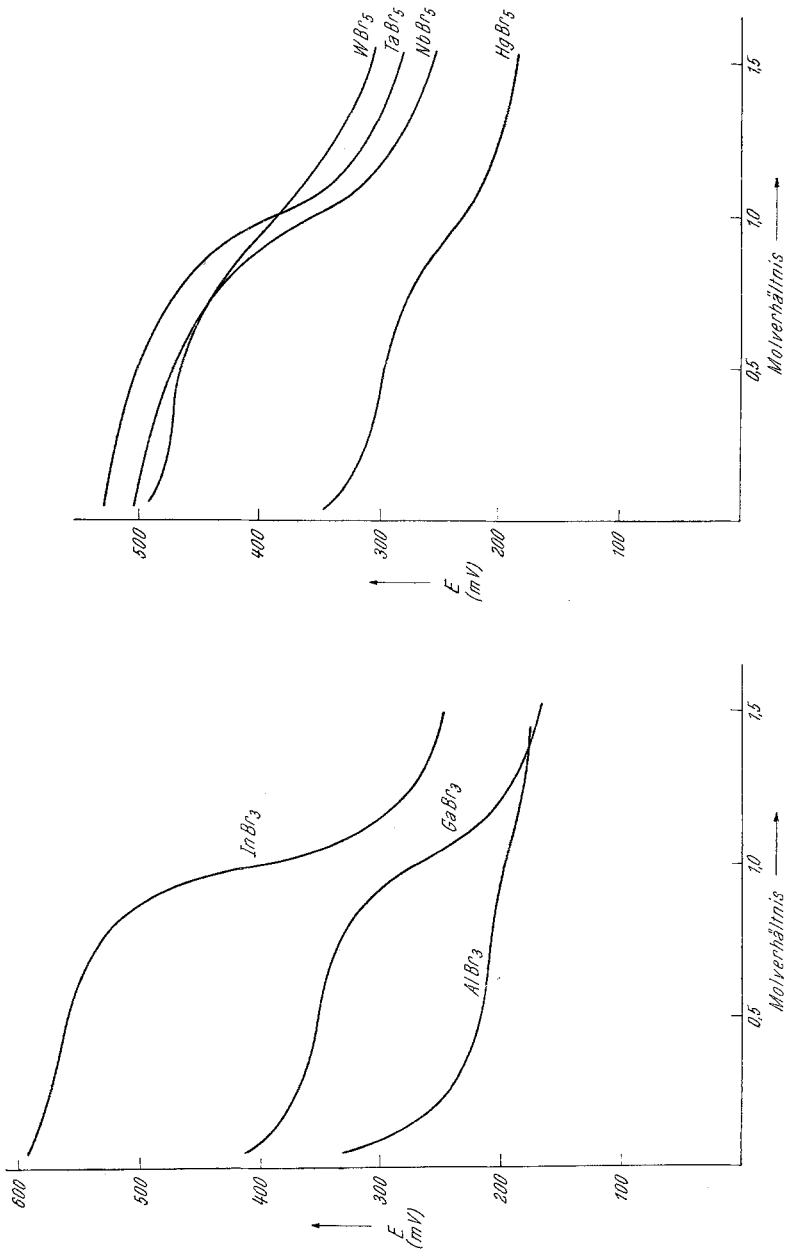 600
500
400
300
200
100
E
(mV)
InBr₃
GaBr₃
AlBr₃
0,5
1,0
1,5
Molverhältnis
500
400
300
200
100
E
(mV)
WBr₅
TaBr₅
NbBr₅
HgBr₅
0,5
1,0
1,5
Molverhältnis